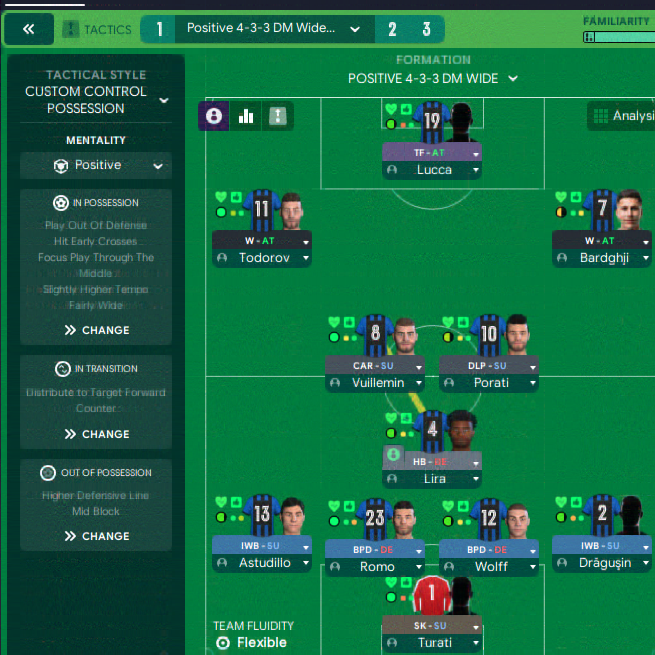 TACTICS
1
Positive 4-3-3 DM Wide...
2
3
FAMILIARITY
TACTICAL STYLE
CUSTOM CONTROL
POSSESSION
MENTALITY
Positive
IN POSSESSION
Play Out Of Defense
Hit Early Crosses
Focus Play Through The
Middle
Slightly Higher Tempo
Fairly Wide
CHANGE
IN TRANSITION
Distribute to Target Forward
Counter
CHANGE
OUT OF POSSESSION
Higher Defensive Line
Mid Block
CHANGE
FORMATION
POSITIVE 4-3-3 DM WIDE
Analysi
19
TF - AT
Lucca
11
W - AT
Todorov
7
W - AT
Bardghji
8
CAR - SU
Vuillemin
10
DLP - SU
Porati
4
HB - DE
Lira
13
IWB - SU
Astudillo
23
BPD - DE
Romo
12
BPD - DE
Wolff
2
IWB - SU
Drăgușin
1
SK - SU
Turati
TEAM FLUIDITY
Flexible